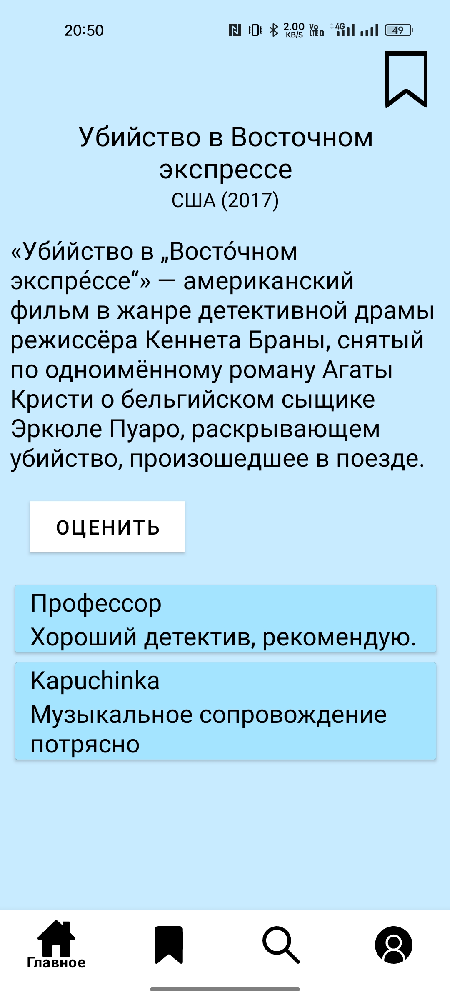 20:50
2.00
KB/S
Vo
LTE
4G
49
Убийство в Восточном
экспрессе
США (2017)
«Уби́йство в „Восто́чном
экспре́ссе“» — американский
фильм в жанре детективной драмы
режиссёра Кеннета Браны, снятый
по одноимённому роману Агаты
Кристи о бельгийском сыщике
Эркюле Пуаро, раскрывающем
убийство, произошедшее в поезде.
ОЦЕНИТЬ
Профессор
Хороший детектив, рекомендую.
Kapuchinka
Музыкальное сопровождение
потрясно
Главное